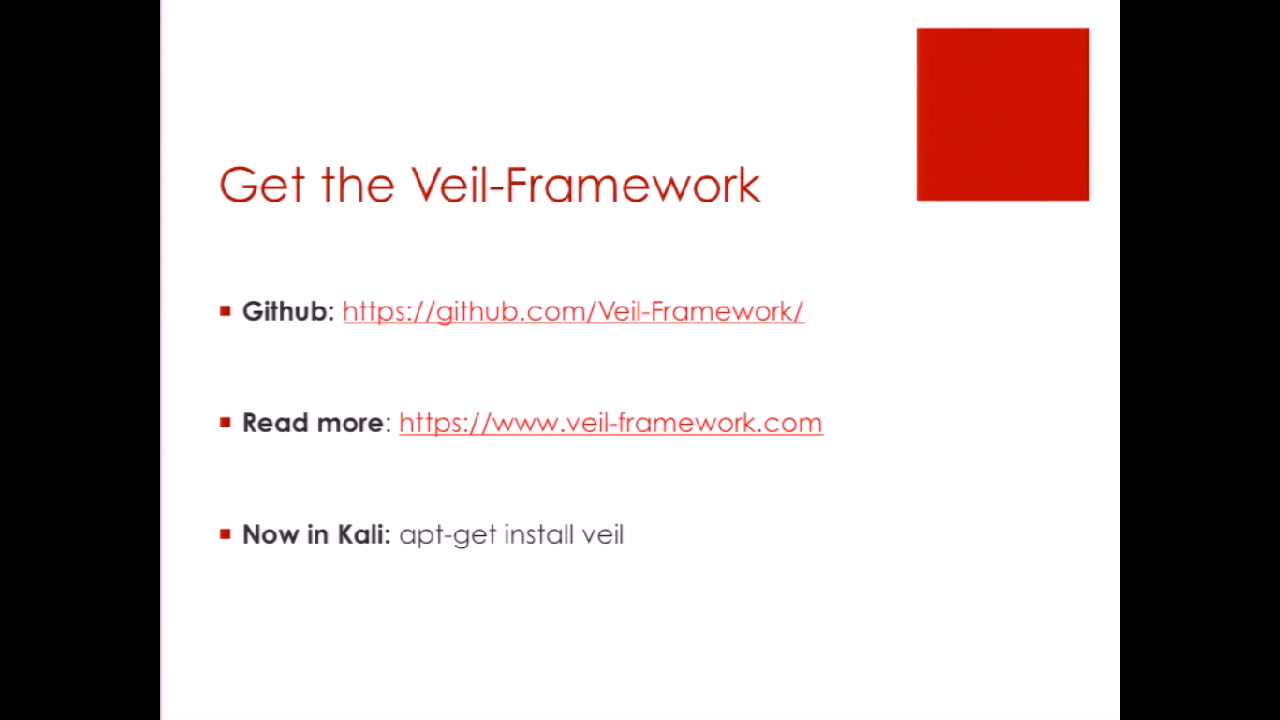 Get the Veil-Framework
Github: https://github.com/Veil-Framework/
Read more: https://www.veil-framework.com
Now in Kali: apt-get install veil